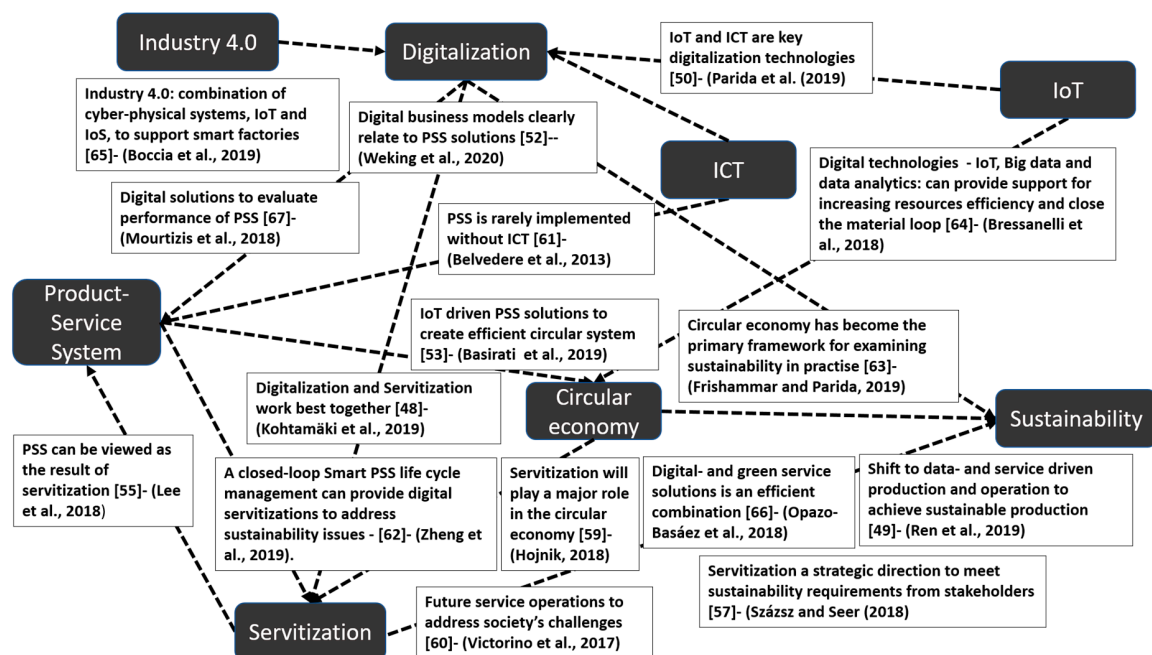 Industry 4.0
Digitalization
IoT and ICT are key
digitalization technologies
[50]- (Parida et al. (2019)
IoT
Industry 4.0: combination of
cyber-physical systems, IoT and
IoS, to support smart factories
[65]- (Boccia et al., 2019)
Digital business models clearly
relate to PSS solutions [52]--
(Weking et al., 2020)
ICT
Digital technologies - IoT, Big data and
data analytics: can provide support for
increasing resources efficiency and close
the material loop [64]- (Bressanelli et
al., 2018)
Digital solutions to evaluate
performance of PSS [67]-
(Mourtizis et al., 2018)
PSS is rarely implemented
without ICT [61]-
(Belvedere et al., 2013)
Product-
Service
System
IoT driven PSS solutions to
create efficient circular system
[53]- (Basirati et al., 2019)
Circular economy has become the
primary framework for examining
sustainability in practise [63]-
(Frishammar and Parida, 2019)
Digitalization and Servitization
work best together [48]-
(Kohtamäki et al., 2019)
Circular
economy
Sustainability
PSS can be viewed as
the result of
servitization [55]- (Lee
et al., 2018)
A closed-loop Smart PSS life cycle
management can provide digital
servitizations to address
sustainability issues - [62]- (Zheng
et al., 2019).
Servitization will
play a major role
in the circular
economy [59]-
(Hojnik, 2018)
Digital- and green service
solutions is an efficient
combination [66]- (Opazo-
Basáez et al., 2018)
Shift to data- and service driven
production and operation to
achieve sustainable production
[49]- (Ren et al., 2019)
Servitization a strategic direction to meet
sustainability requirements from stakeholders
[57]- (Szász and Seer (2018)
Servitization
Future service operations to
address society's challenges
[60]- (Victorino et al., 2017)